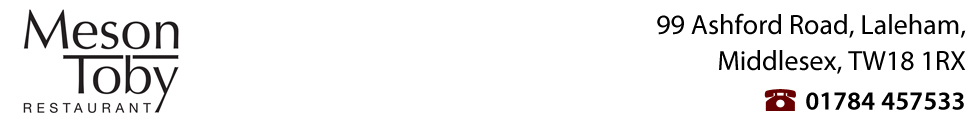 Meson
Toby
RESTAURANT
99 Ashford Road, Laleham,
Middlesex, TW18 1RX
☎ 01784 457533